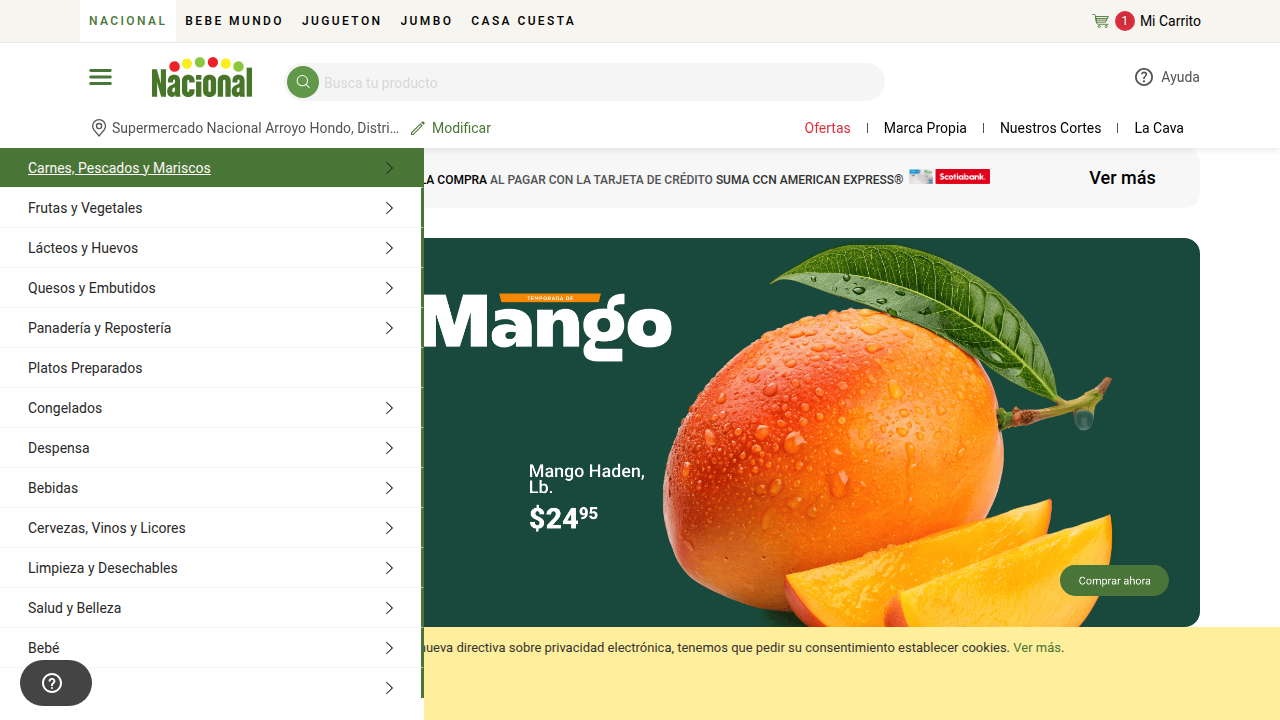 NACIONAL BEBE MUNDO JUGUETON JUMBO CASA CUESTA 1 Mi Carrito
Nacional Busca tu producto Ayuda
Supermercado Nacional Arroyo Hondo, Distri... Modificar Ofertas Marca Propia Nuestros Cortes La Cava
Carnes, Pescados y Mariscos
LA COMPRA AL PAGAR CON LA TARJETA DE CRÉDITO SUMA CCN AMERICAN EXPRESS® Scotiabank. Ver más
Frutas y Vegetales
Lácteos y Huevos
Quesos y Embutidos
Panadería y Repostería
Platos Preparados
Congelados
Despensa
Bebidas
Cervezas, Vinos y Licores
Limpieza y Desechables
Salud y Belleza
Bebé
TEMPORADA DE
Mango
Mango Haden,
Lb.
$2495
Comprar ahora
nueva directiva sobre privacidad electrónica, tenemos que pedir su consentimiento establecer cookies. Ver más.